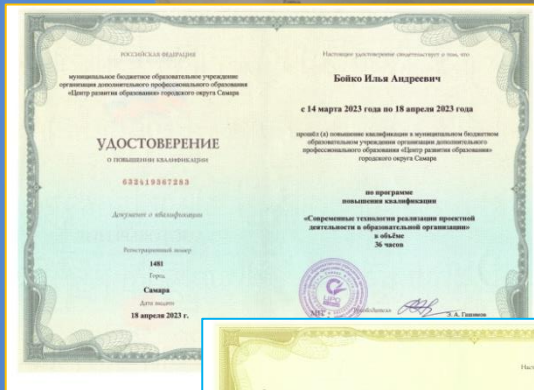 РОССИЙСКАЯ ФЕДЕРАЦИЯ
муниципальное бюджетное образовательное учреждение
организация дополнительного профессионального образования
«Центр развития образования» городского округа Самара
УДОСТОВЕРЕНИЕ
О ПОВЫШЕНИИ КВАЛИФИКАЦИИ
632419367283
Документ о квалификации
Регистрационный номер
1481
Город
Самара
Дата выдачи
18 апреля 2023 г.
Настоящее удостоверение свидетельствует о том, что
Бойко Илья Андреевич
с 14 марта 2023 года по 18 апреля 2023 года
прошёл (а) повышение квалификации в муниципальном бюджетном
образовательном учреждении организации дополнительного
профессионального образования «Центр развития образования»
городского округа Самара
по программе
повышения квалификации
«Современные технологии реализации проектной
деятельности в образовательной организации»
в объёме
36 часов
М.П.
Руководитель